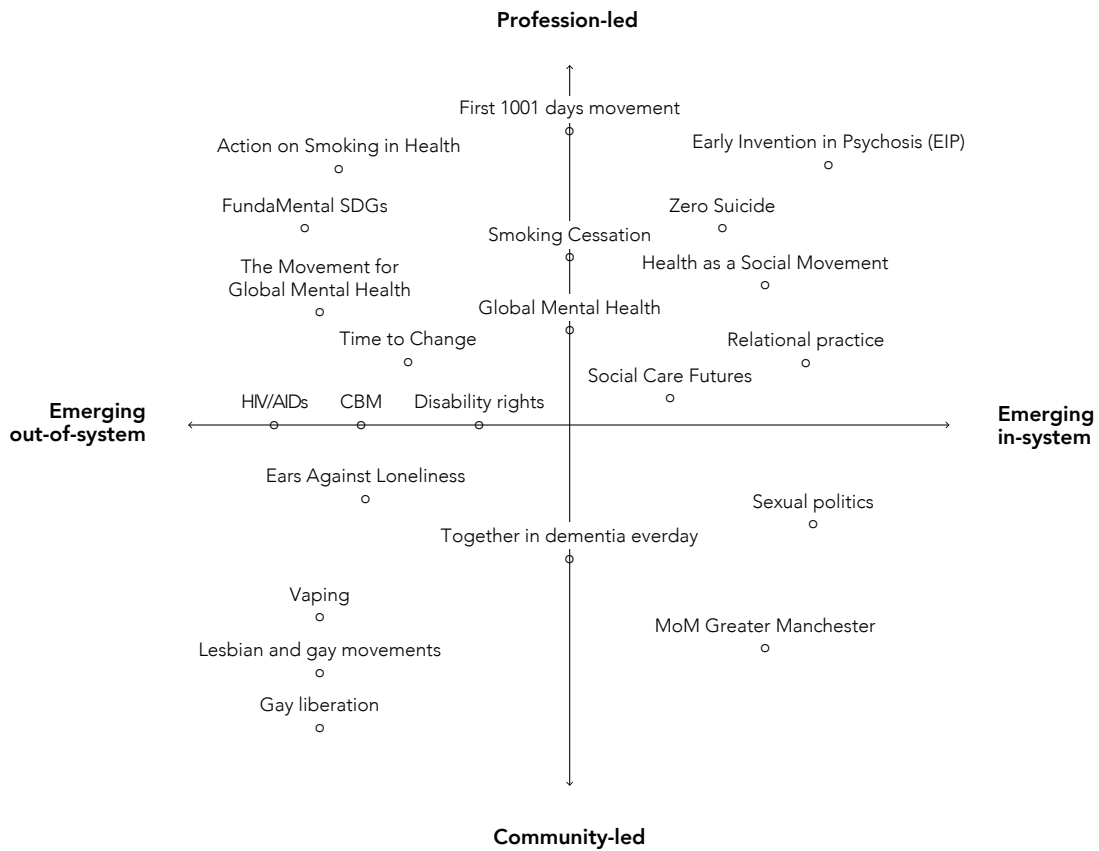 Profession-led
First 1001 days movement
Action on Smoking in Health
Early Invention in Psychosis (EIP)
FundaMental SDGs
Zero Suicide
Smoking Cessation
The Movement for
Global Mental Health
Health as a Social Movement
Global Mental Health
Time to Change
Relational practice
Social Care Futures
HIV/AIDs
CBM
Disability rights
Emerging
out-of-system
Emerging
in-system
Ears Against Loneliness
Sexual politics
Together in dementia everday
Vaping
MoM Greater Manchester
Lesbian and gay movements
Gay liberation
Community-led